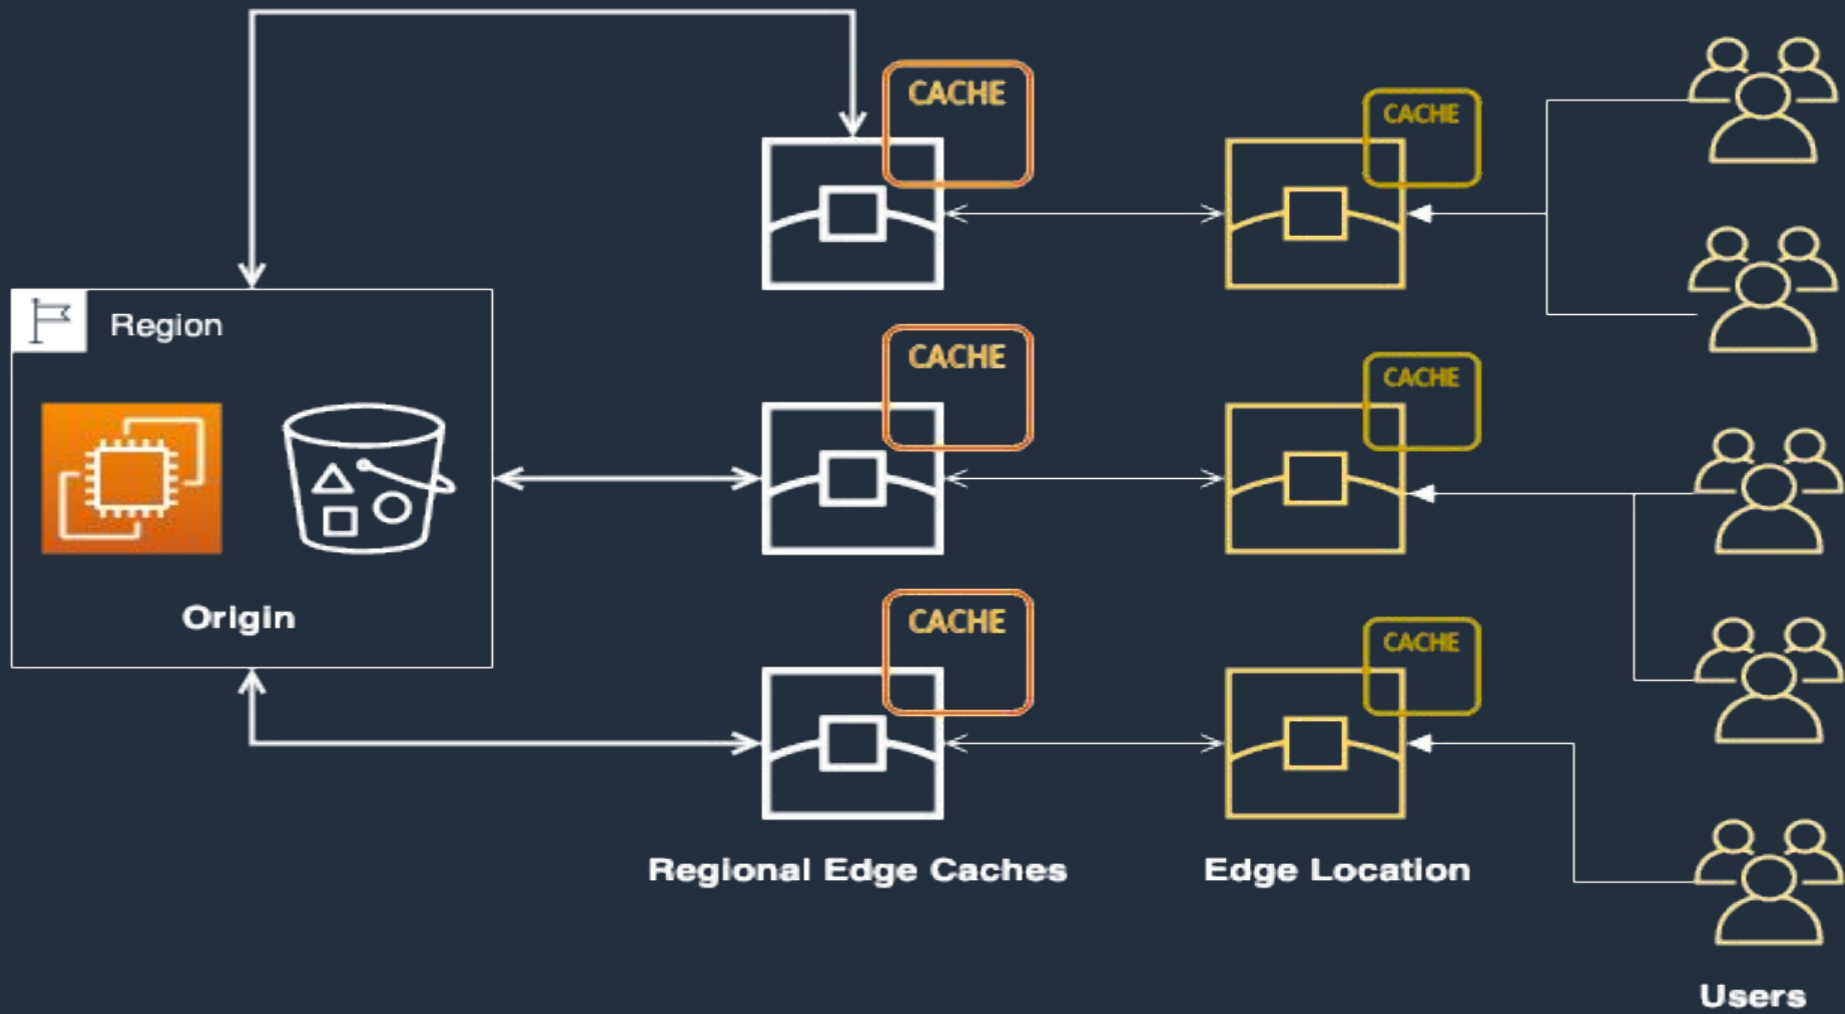 CACHE
CACHE
Region
CACHE
CACHE
Origin
CACHE
CACHE
Regional Edge Caches
Edge Location
Users